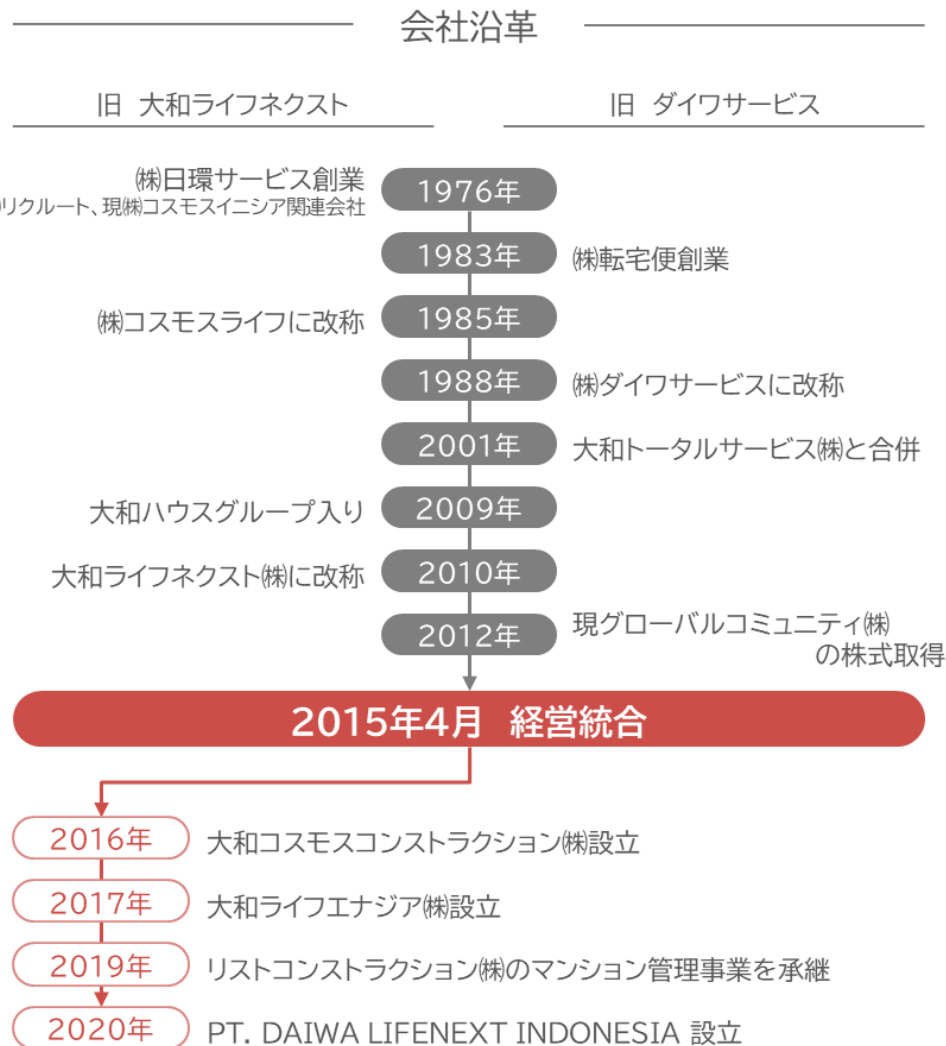 会社沿革
旧 大和ライフネクスト
旧 ダイワサービス
㈱日環サービス創業
リクルート、現㈱コスモスイニシア関連会社
1976年
1983年
㈱転宅便創業
㈱コスモスライフに改称
1985年
1988年
㈱ダイワサービスに改称
2001年
大和トータルサービス㈱と合併
大和ハウスグループ入り
2009年
大和ライフネクスト㈱に改称
2010年
2012年
現グローバルコミュニティ㈱
の株式取得
2015年4月 経営統合
2016年
大和コスモスコンストラクション㈱設立
2017年
大和ライフエナジア㈱設立
2019年
リストコンストラクション㈱のマンション管理事業を承継
2020年
PT. DAIWA LIFENEXT INDONESIA 設立